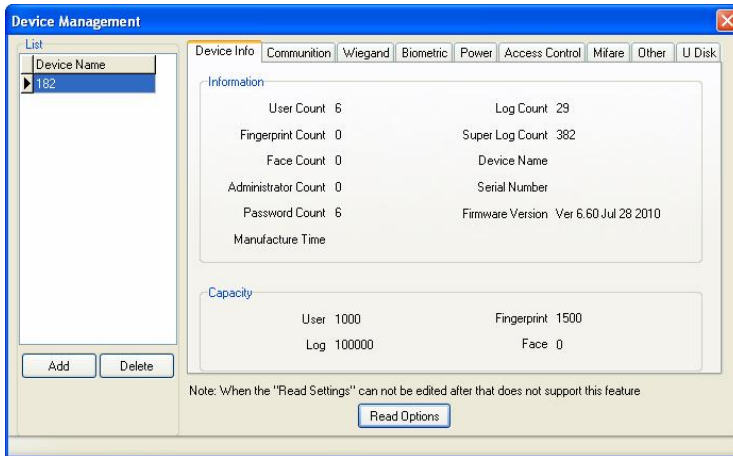 Device Management
List
Device Name
182
Add Delete
Device Info Communition Wiegand Biometric Power Access Control Mifare Other U Disk
Information
User Count 6 Log Count 29
Fingerprint Count 0 Super Log Count 382
Face Count 0 Device Name
Administrator Count 0 Serial Number
Password Count 6 Firmware Version Ver 6.60 Jul 28 2010
Manufacture Time
Capacity
User 1000 Fingerprint 1500
Log 100000 Face 0
Note: When the "Read Settings" can not be edited after that does not support this feature
Read Options